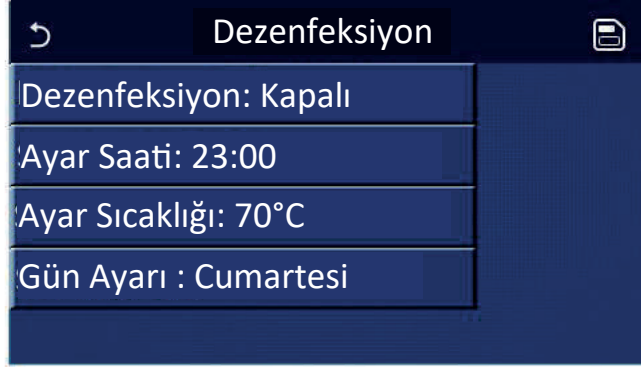 Dezenfeksiyon
Dezenfeksiyon: Kapalı
Ayar Saati: 23:00
Ayar Sıcaklığı: 70°C
Gün Ayarı : Cumartesi